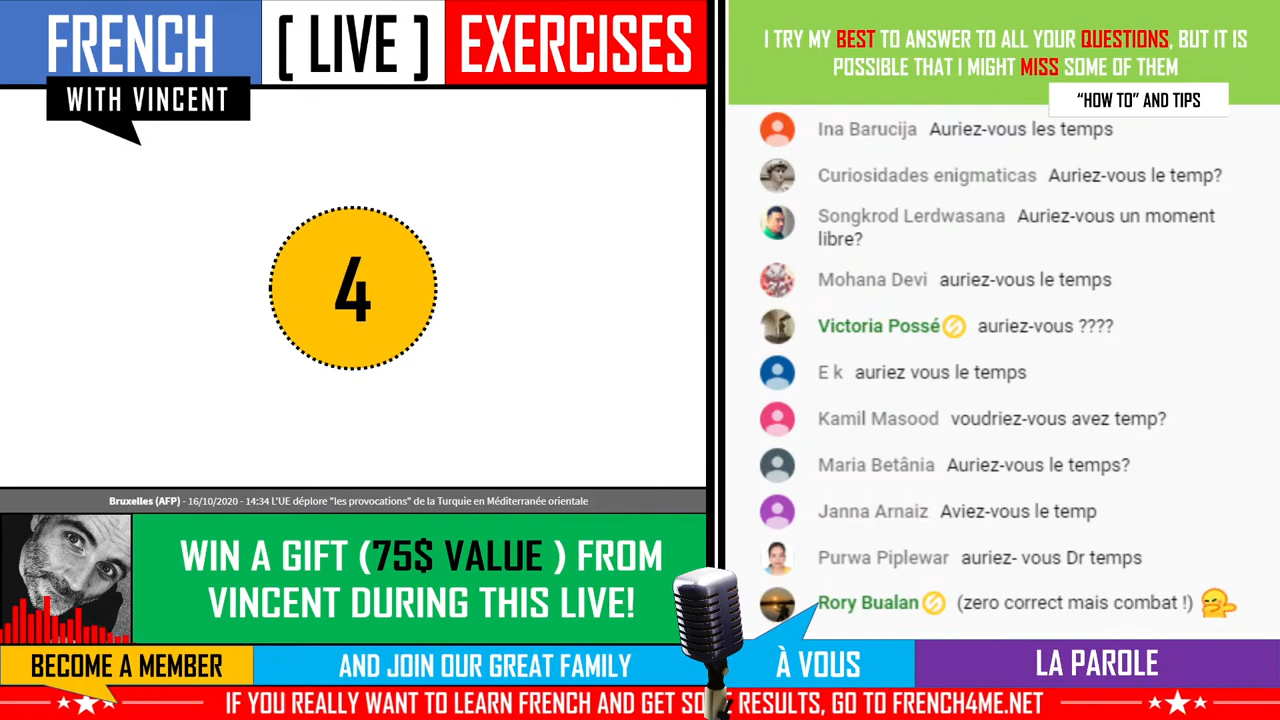 FRENCH
[ LIVE ]
EXERCISES
WITH VINCENT
4
Bruxelles (AFP) - 16/10/2020 - 14:34 L'UE déplore "les provocations" de la Turquie en Méditerranée orientale
WIN A GIFT (75$ VALUE ) FROM
VINCENT DURING THIS LIVE!
BECOME A MEMBER
AND JOIN OUR GREAT FAMILY
À VOUS
LA PAROLE
IF YOU REALLY WANT TO LEARN FRENCH AND GET RESULTS, GO TO FRENCH4ME.NET
I TRY MY BEST TO ANSWER TO ALL YOUR QUESTIONS, BUT IT IS
POSSIBLE THAT I MIGHT MISS SOME OF THEM
“HOW TO” AND TIPS
Ina Barucija Auriez-vous les temps
Curiosidades enigmaticas Auriez-vous le temp?
Songkrod Lerdwasana Auriez-vous un moment
libre?
Mohana Devi auriez-vous le temps
Victoria Possé auriez-vous ????
E k auriez vous le temps
Kamil Masood voudriez-vous avez temp?
Maria Betânia Auriez-vous le temps?
Janna Arnaiz Aviez-vous le temp
Purwa Piplewar auriez- vous Dr temps
Rory Bualan (zero correct mais combat !)